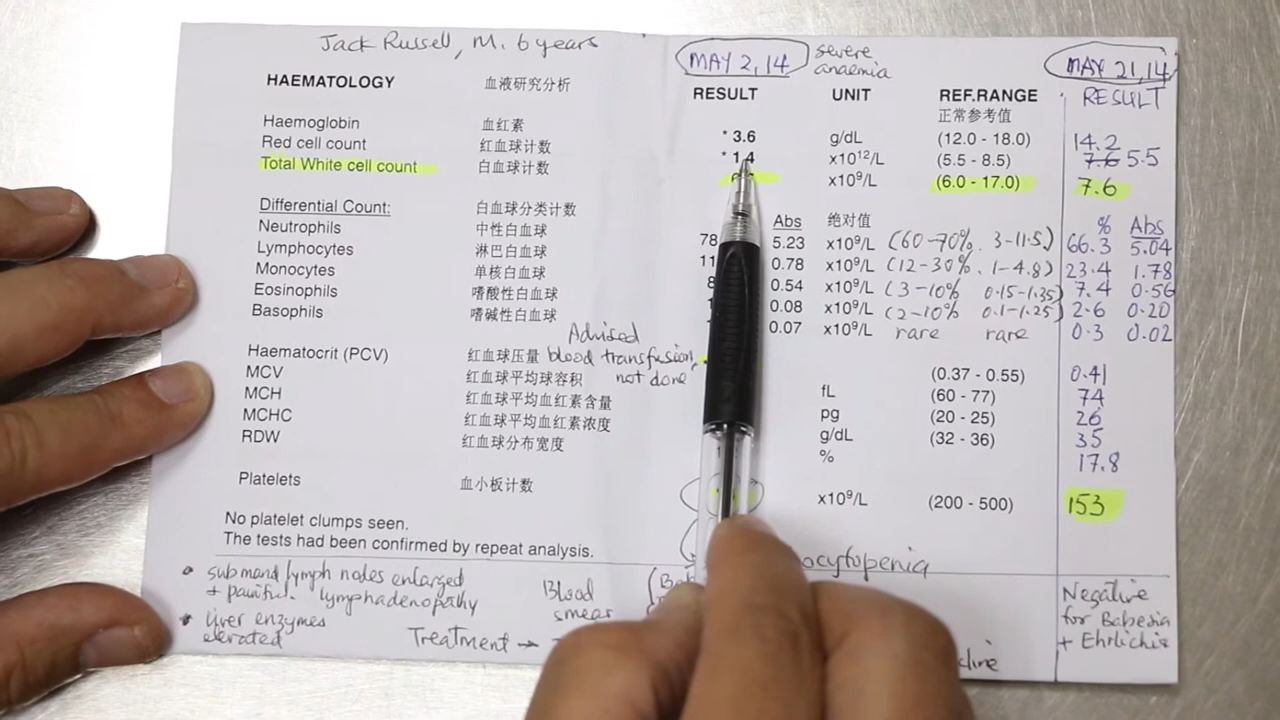 Jack Russell, M. 6 years
MAY 2, 14 severe anaemia MAY 21, 14
HAEMATOLOGY 血液研究分析 RESULT UNIT REF.RANGE RESULT
正常参考值
Haemoglobin 血红素 * 3.6 g/dL (12.0 - 18.0) 14.2
Red cell count 红血球计数 * 1.4 x10¹²/L (5.5 - 8.5) 7.6 5.5
Total White cell count 白血球计数 x10⁹/L (6.0 - 17.0) 7.6
Differential Count: 白血球分类计数 Abs 绝对值 % Abs
Neutrophils 中性白血球 78 5.23 x10⁹/L (60-70%. 3-11.5) 66.3 5.04
Lymphocytes 淋巴白血球 11 0.78 x10⁹/L (12-30%. 1-4.8) 23.4 1.78
Monocytes 单核白血球 8 0.54 x10⁹/L (3-10% 0.15-1.35) 7.4 0.56
Eosinophils 嗜酸性白血球 0.08 x10⁹/L (2-10% 0.1-1.25) 2.6 0.20
Basophils 嗜碱性白血球 0.07 x10⁹/L rare rare 0.3 0.02
Advised
Haematocrit (PCV) 红血球压量 blood transfusion, (0.37 - 0.55) 0.41
not done
MCV 红血球平均球容积 fL (60 - 77) 74
MCH 红血球平均血红素含量 pg (20 - 25) 26
MCHC 红血球平均血红素浓度 g/dL (32 - 36) 35
RDW 红血球分布宽度 % 17.8
Platelets 血小板计数 x10⁹/L (200 - 500) 153
No platelet clumps seen.
The tests had been confirmed by repeat analysis.
ocytopenia
• submand lymph nodes enlarged
+ painful. lymphadenopathy
• liver enzymes
elevated
Blood
smear
Treatment →
cline
Negative
for Babesia
+ Ehrlichia